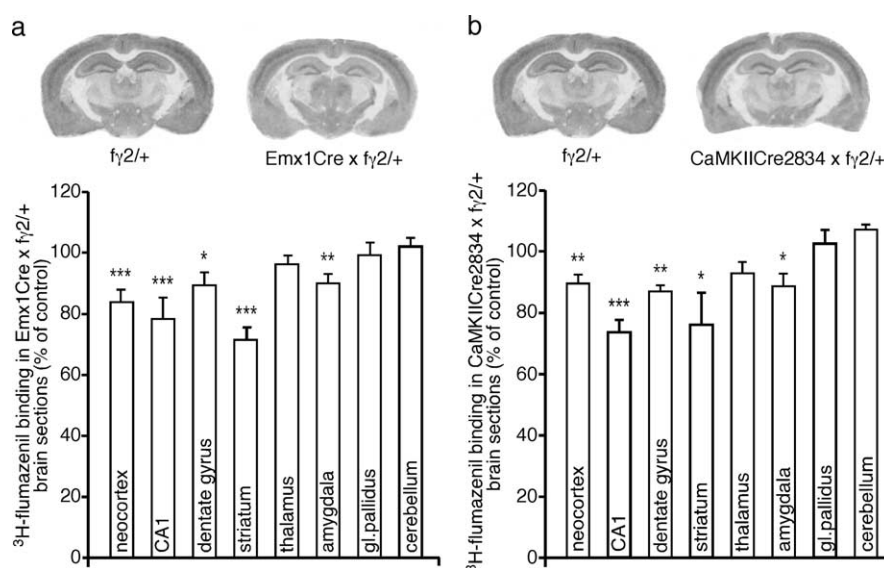 a
fγ2/+
Emx1Cre x fγ2/+
³H-flumazenil binding in Emx1Cre x fγ2/+
brain sections (% of control)
120
100
80
60
40
20
0
***
***
*
***
**
neocortex
CA1
dentate gyrus
striatum
thalamus
amygdala
gl.pallidus
cerebellum
b
fγ2/+
CaMKIICre2834 x fγ2/+
³H-flumazenil binding in CaMKIICre2834 x fγ2/+
brain sections (% of control)
120
100
80
60
40
20
0
**
***
**
*
*
neocortex
CA1
dentate gyrus
striatum
thalamus
amygdala
gl.pallidus
cerebellum